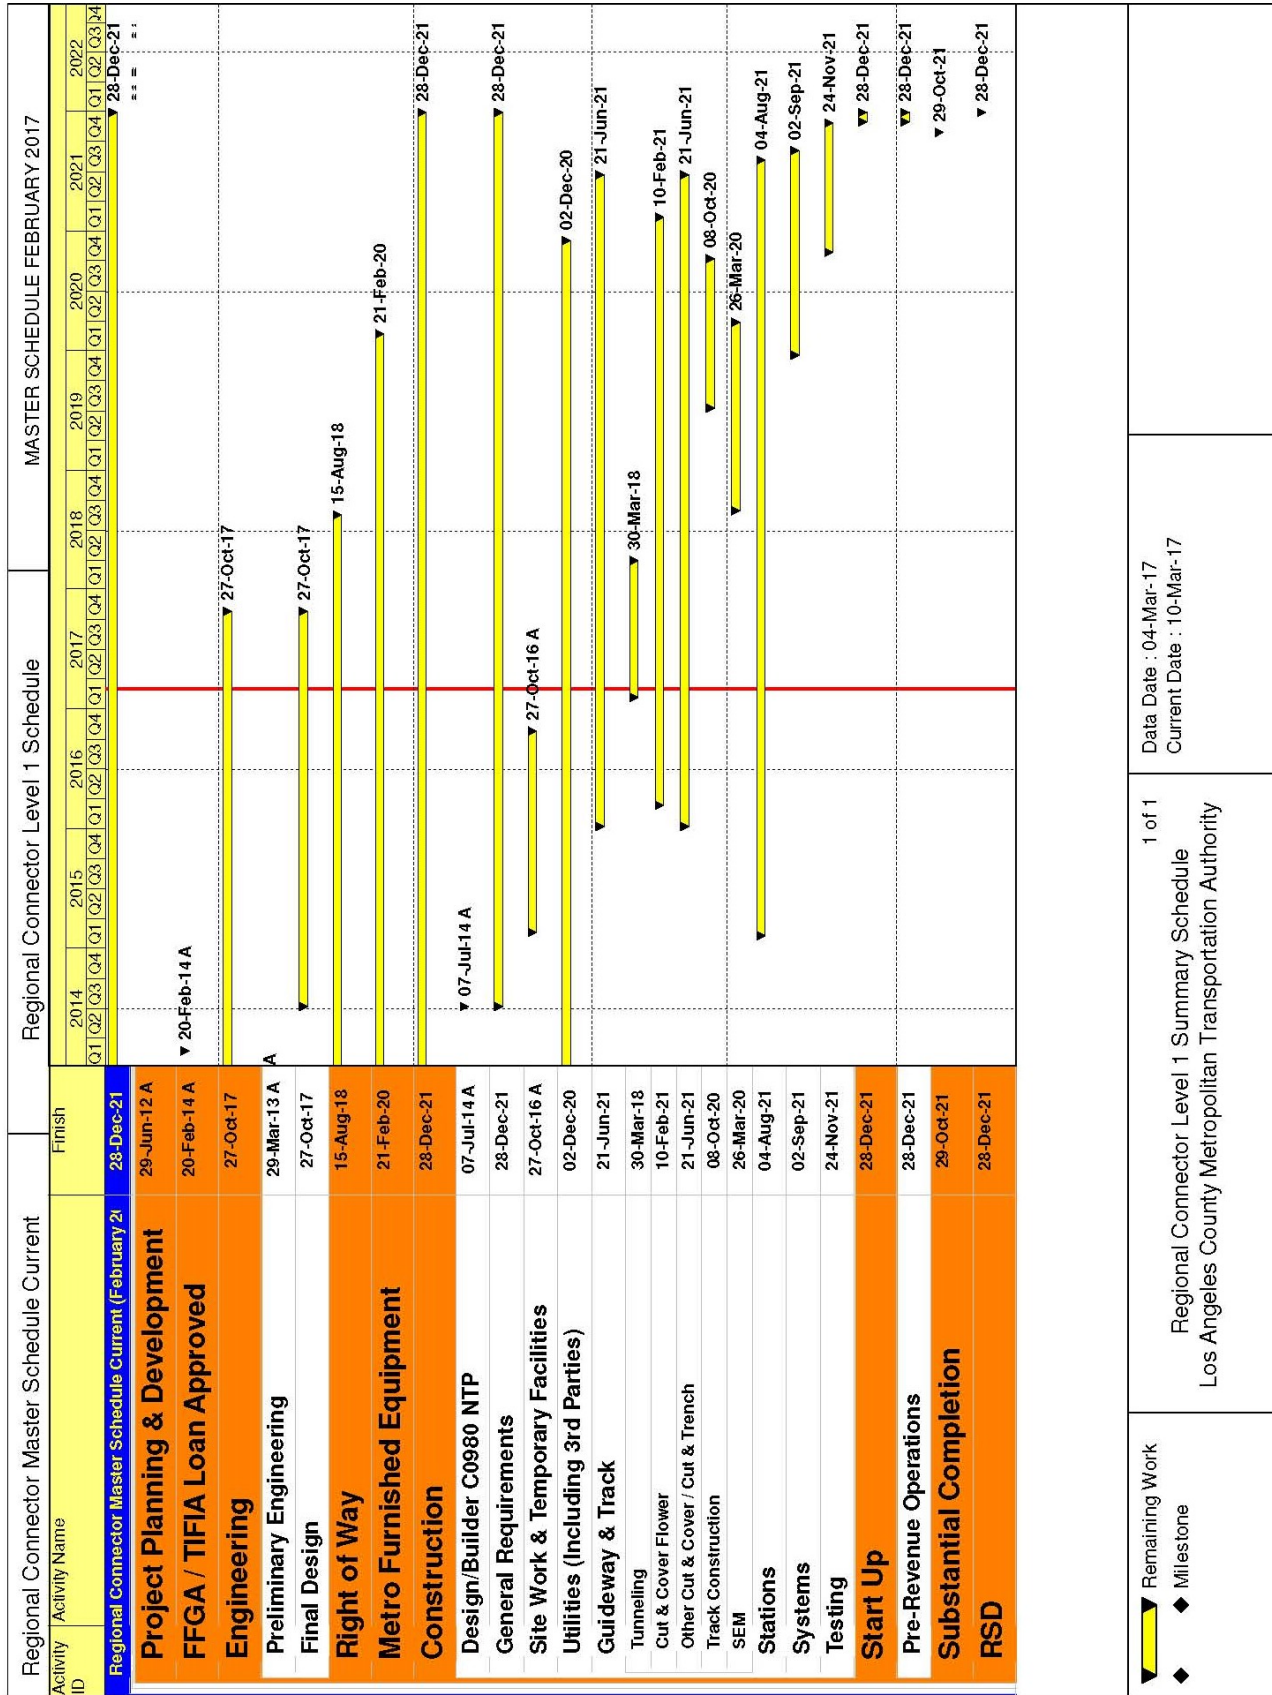 Regional Connector Master Schedule Current
Regional Connector Level 1 Schedule
MASTER SCHEDULE FEBRUARY 2017
Activity ID
Activity Name
Finish
2014 2015 2016 2017 2018 2019 2020 2021 2022
Q1 Q2 Q3 Q4 Q1 Q2 Q3 Q4 Q1 Q2 Q3 Q4 Q1 Q2 Q3 Q4 Q1 Q2 Q3 Q4 Q1 Q2 Q3 Q4 Q1 Q2 Q3 Q4 Q1 Q2 Q3 Q4 Q1 Q2 Q3 Q4
Regional Connector Master Schedule Current (February 2 28-Dec-21 28-Dec-21
Project Planning & Development 29-Jun-12 A
FFGA / TIFIA Loan Approved 20-Feb-14 A 20-Feb-14 A
Engineering 27-Oct-17 27-Oct-17
Preliminary Engineering 29-Mar-13 A A
Final Design 27-Oct-17 27-Oct-17
Right of Way 15-Aug-18 15-Aug-18
Metro Furnished Equipment 21-Feb-20 21-Feb-20
Construction 28-Dec-21 28-Dec-21
Design/Builder C0980 NTP 07-Jul-14 A 07-Jul-14 A
General Requirements 28-Dec-21 28-Dec-21
Site Work & Temporary Facilities 27-Oct-16 A 27-Oct-16 A
Utilities (Including 3rd Parties) 02-Dec-20 02-Dec-20
Guideway & Track 21-Jun-21 21-Jun-21
Tunneling 30-Mar-18 30-Mar-18
Cut & Cover Flower 10-Feb-21 10-Feb-21
Other Cut & Cover / Cut & Trench 21-Jun-21 21-Jun-21
Track Construction 08-Oct-20 08-Oct-20
SEM 26-Mar-20 26-Mar-20
Stations 04-Aug-21 04-Aug-21
Systems 02-Sep-21 02-Sep-21
Testing 24-Nov-21 24-Nov-21
Start Up 28-Dec-21 28-Dec-21
Pre-Revenue Operations 28-Dec-21 28-Dec-21
Substantial Completion 29-Oct-21 29-Oct-21
RSD 28-Dec-21 28-Dec-21
Remaining Work
Milestone
1 of 1
Regional Connector Level 1 Summary Schedule
Los Angeles County Metropolitan Transportation Authority
Data Date : 04-Mar-17
Current Date : 10-Mar-17